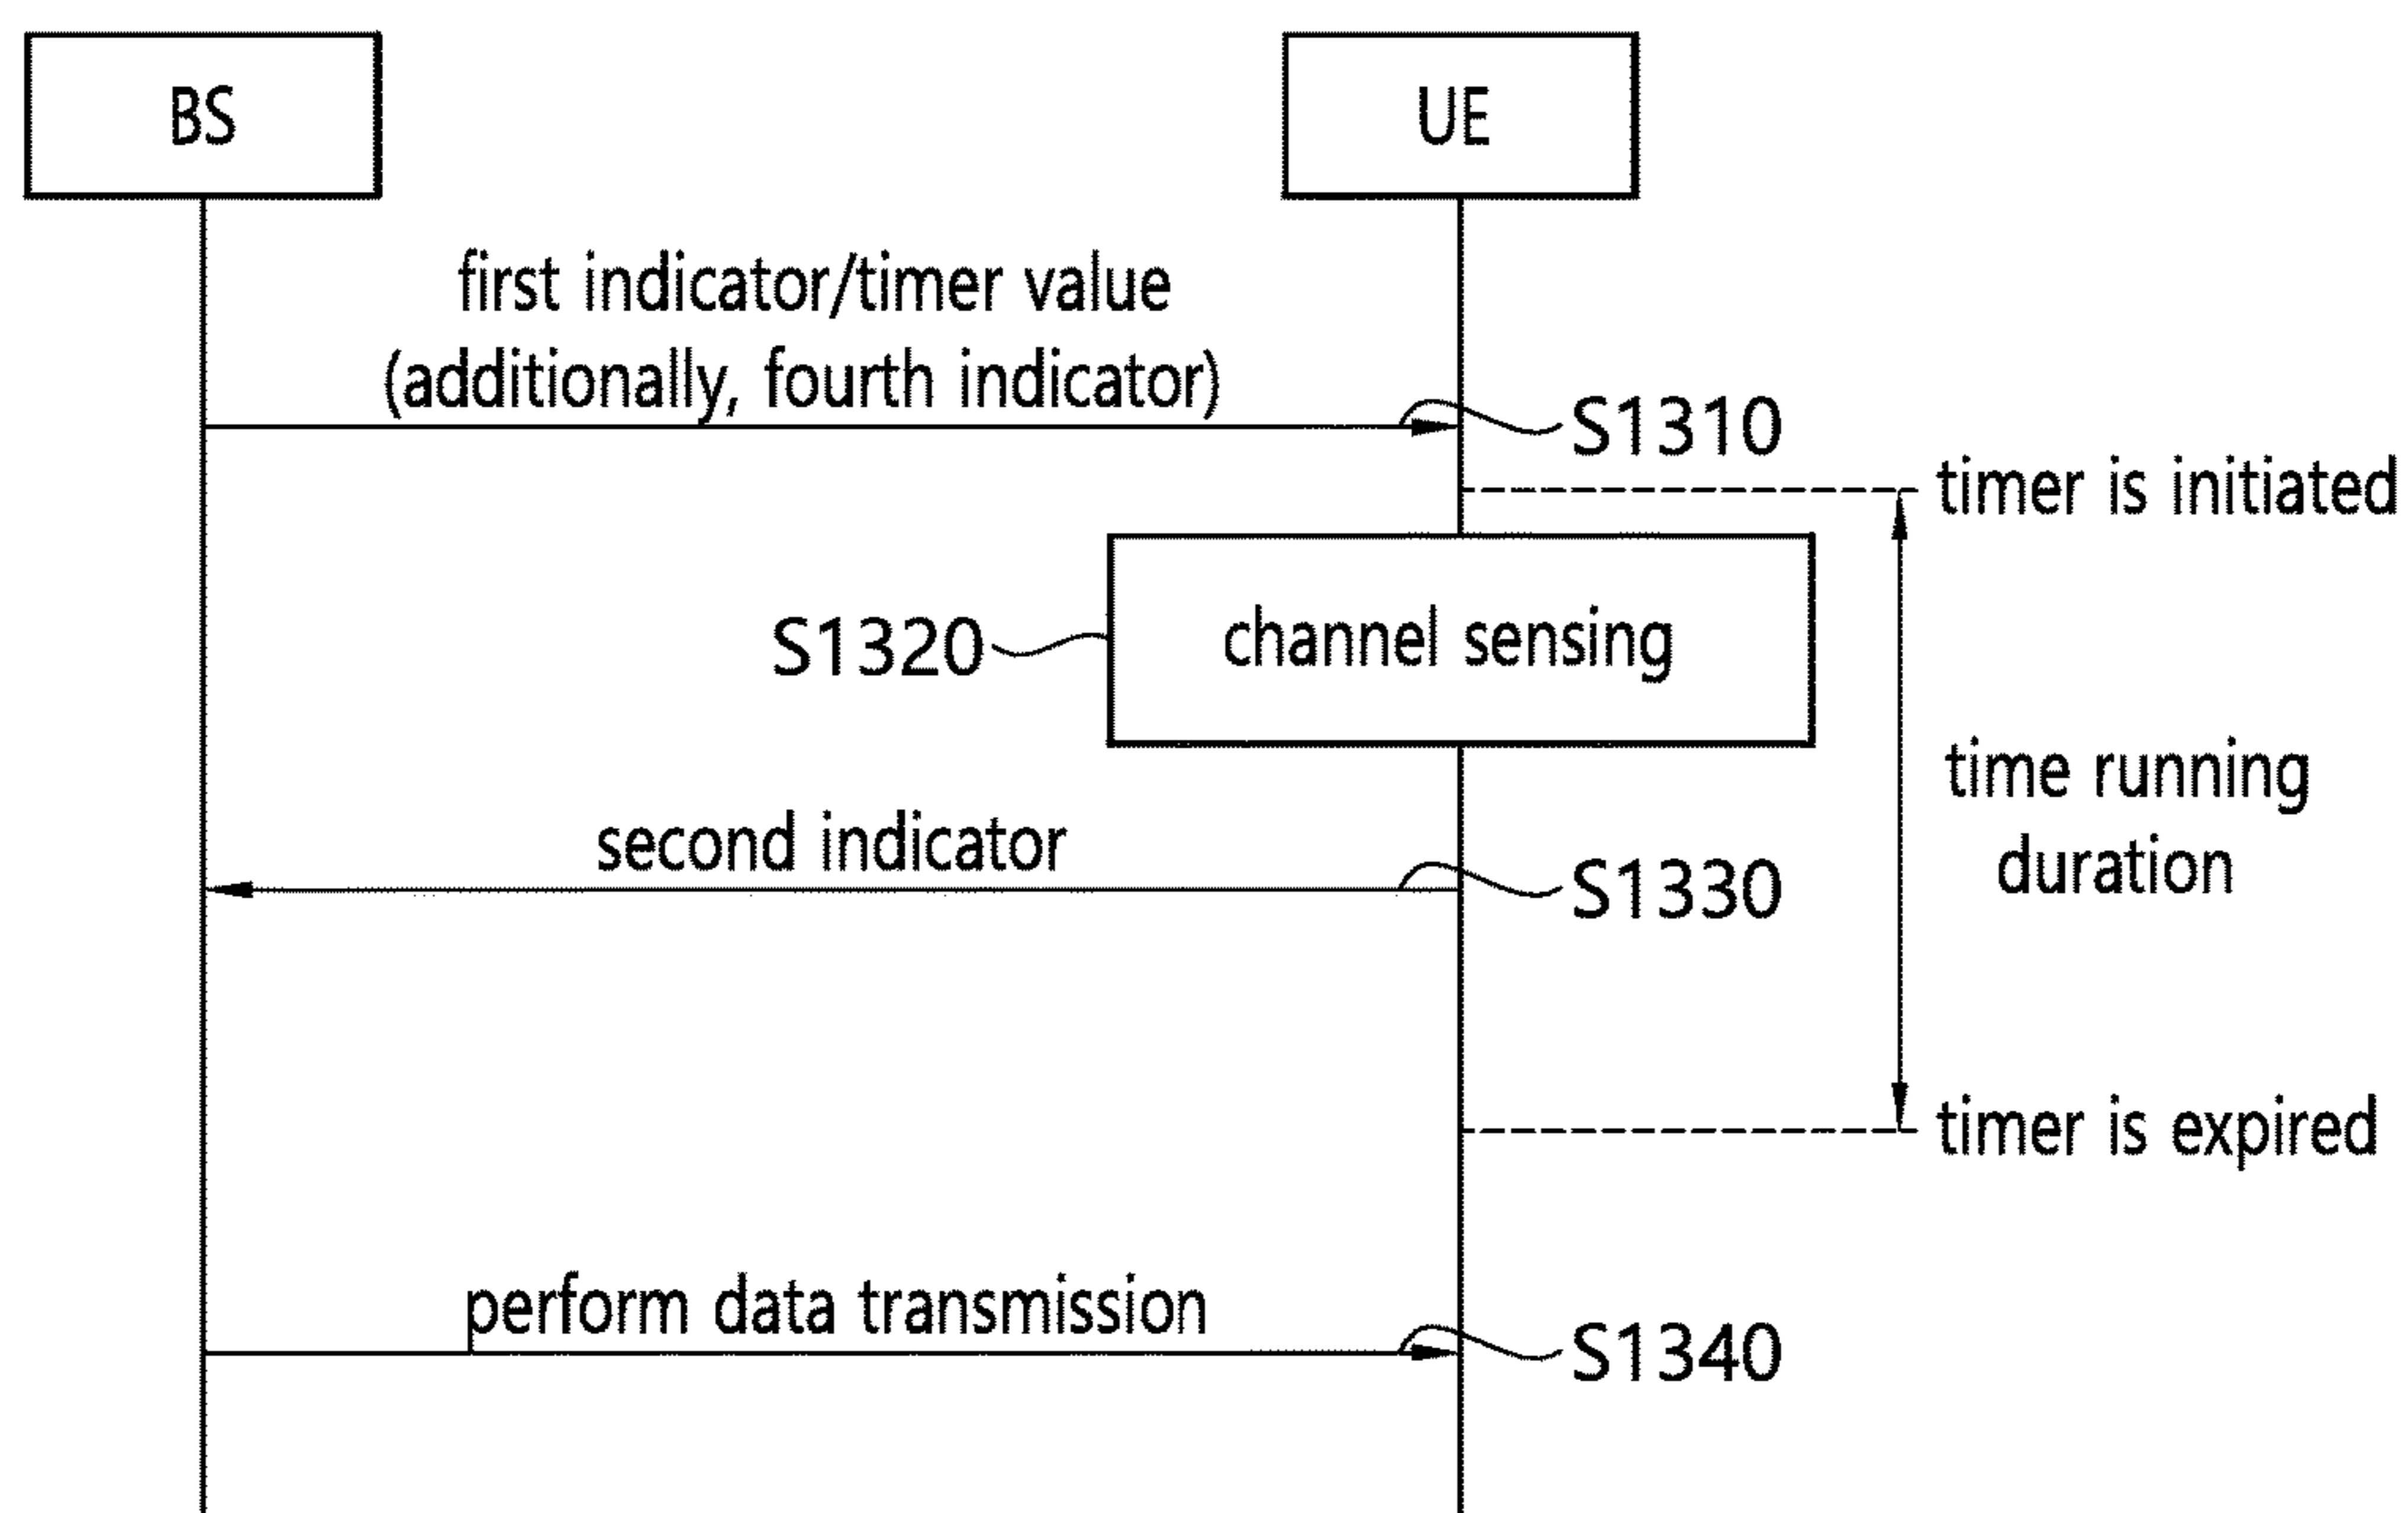 BS
UE
first indicator/timer value
(additionally, fourth indicator)
S1310
timer is initiated
S1320
channel sensing
time running
duration
second indicator
S1330
timer is expired
perform data transmission
S1340